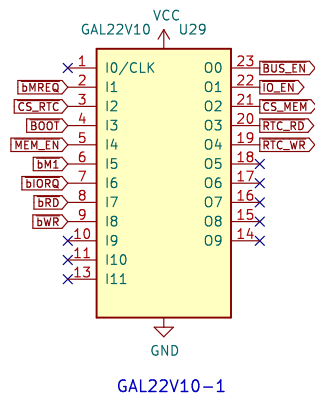 VCC
GAL22V10 U29
1 I0/CLK O0 23 BUS_EN
bMREQ 2 I1 O1 22 IO_EN
CS_RTC 3 I2 O2 21 CS_MEM
BOOT 4 I3 O3 20 RTC_RD
MEM_EN 5 I4 O4 19 RTC_WR
bM1 6 I5 O5 18
bIORQ 7 I6 O6 17
bRD 8 I7 O7 16
bWR 9 I8 O8 15
10 I9 O9 14
11 I10
13 I11
GND
GAL22V10-1